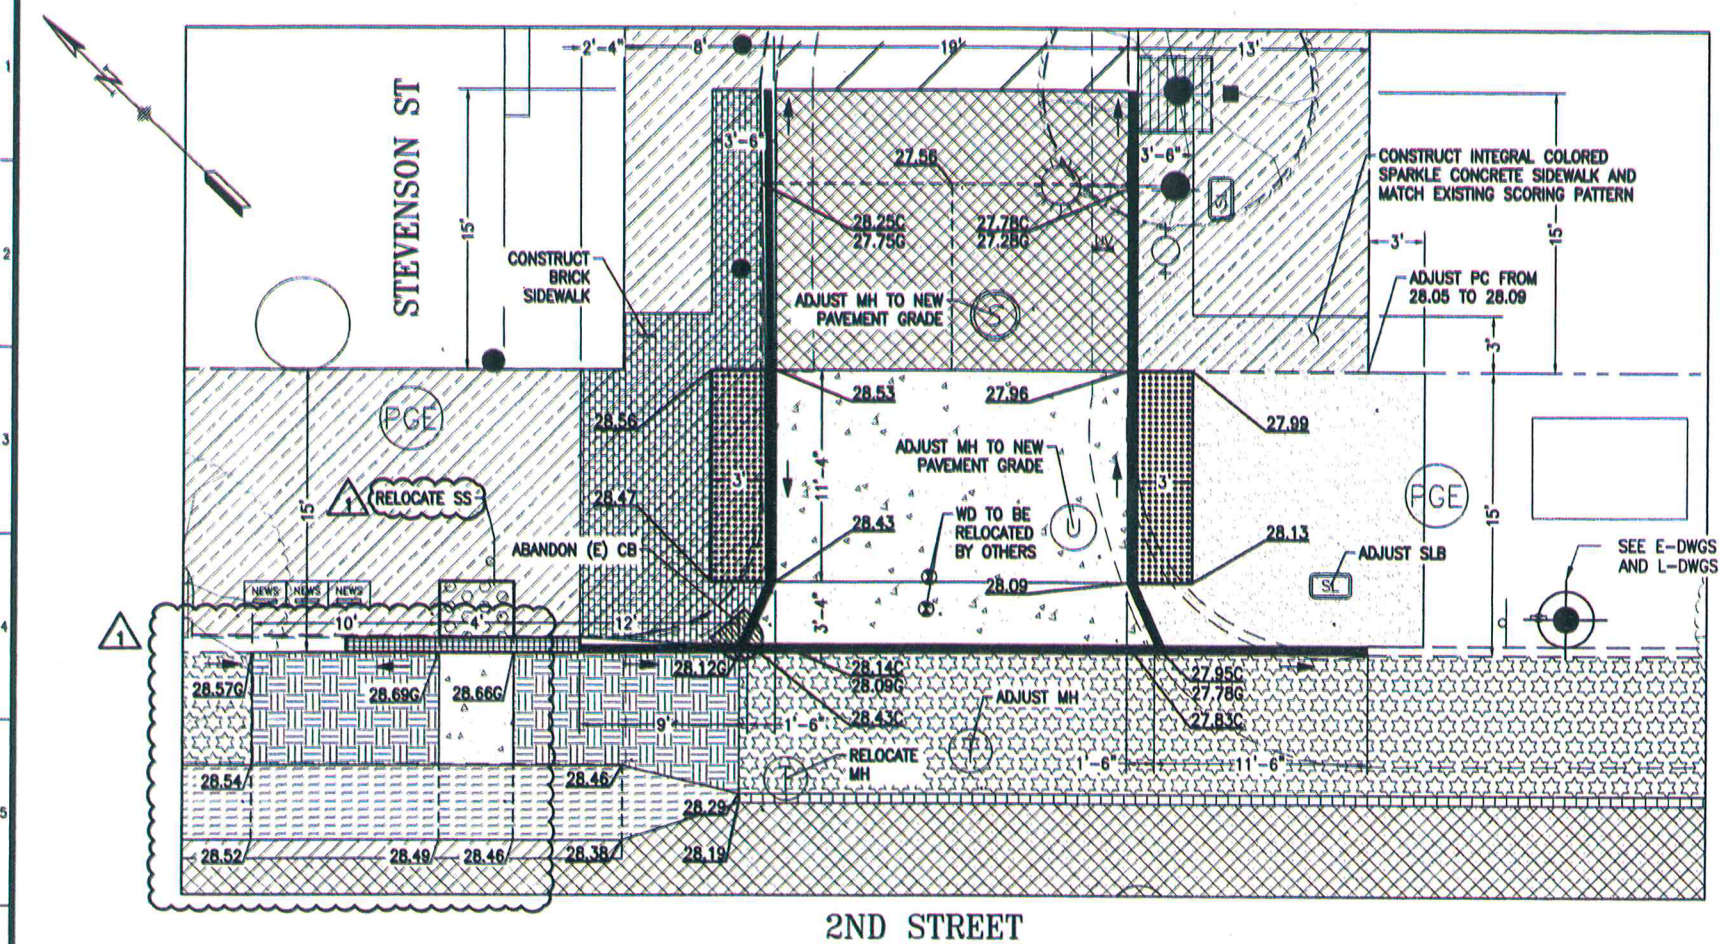 1
2
3
4
5
N
STEVENSON ST
2'-4"
8'
19'
13'
15'
3'-6"
27.56
3'-6"
CONSTRUCT INTEGRAL COLORED
SPARKLE CONCRETE SIDEWALK AND
MATCH EXISTING SCORING PATTERN
28.25C
27.75G
27.78C
27.28G
15'
3'
CONSTRUCT
BRICK
SIDEWALK
ADJUST MH TO NEW
PAVEMENT GRADE
S
ADJUST PC FROM
28.05 TO 28.09
3'
28.53
27.96
28.56
27.99
PGE
ADJUST MH TO NEW
PAVEMENT GRADE
1
RELOCATE SS
15'
28.47
3'
11'-4"
3'
PGE
15'
28.43
WD TO BE
RELOCATED
BY OTHERS
U
28.13
ABANDON (E) CB
ADJUST SLB
SL
SEE E-DWGS
AND L-DWGS
28.09
NEWS NEWS NEWS
1
10'
4'
12'
3'-4"
28.57G
28.69G
28.66G
28.12G
28.14C
28.09G
27.95C
27.78G
ADJUST MH
28.43C
27.83C
9'
1'-6"
T
RELOCATE
MH
T
1'-6"
11'-6"
28.54
28.46
28.29
28.52
28.49
28.46
28.38
28.19
2ND STREET